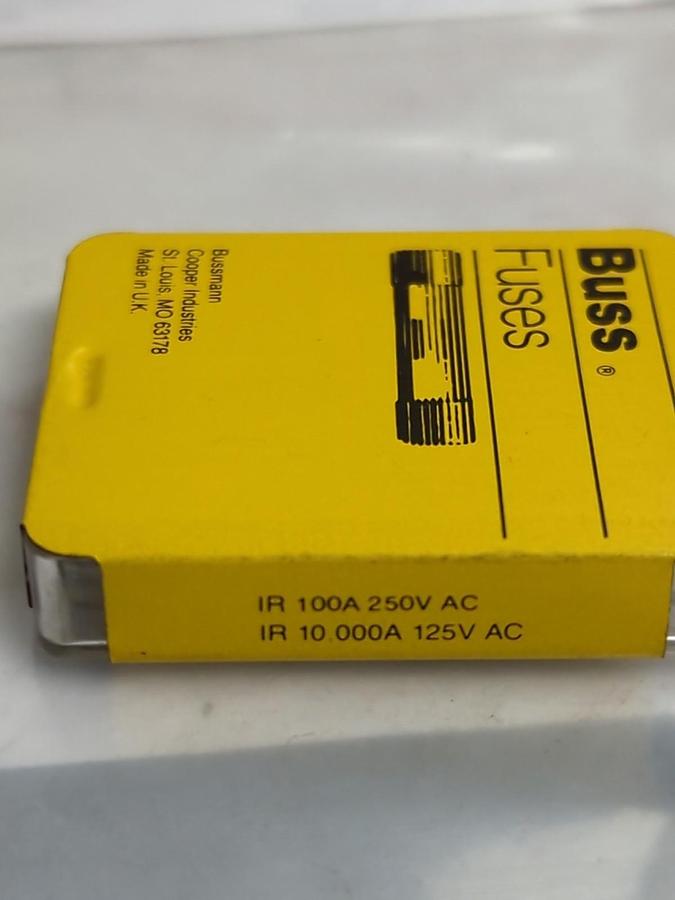 Buss ®
Fuses
Bussmann
Cooper Industries
St. Louis, MO 63178
Made in U.K.
IR 100A 250V AC
IR 10.000A 125V AC